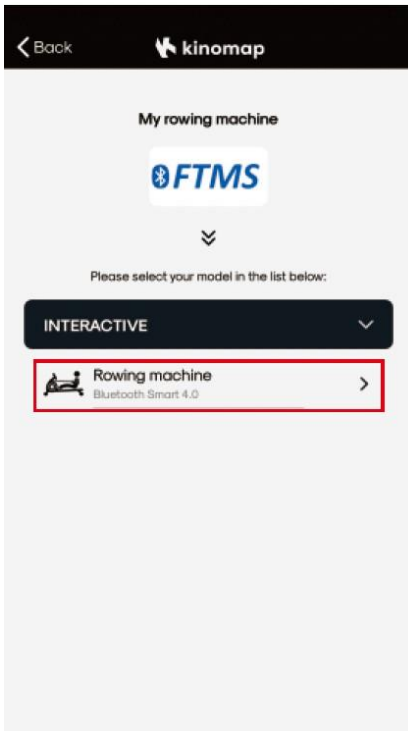 Back
kinomap
My rowing machine
FTMS
Please select your model in the list below:
INTERACTIVE
Rowing machine
Bluetooth Smart 4.0